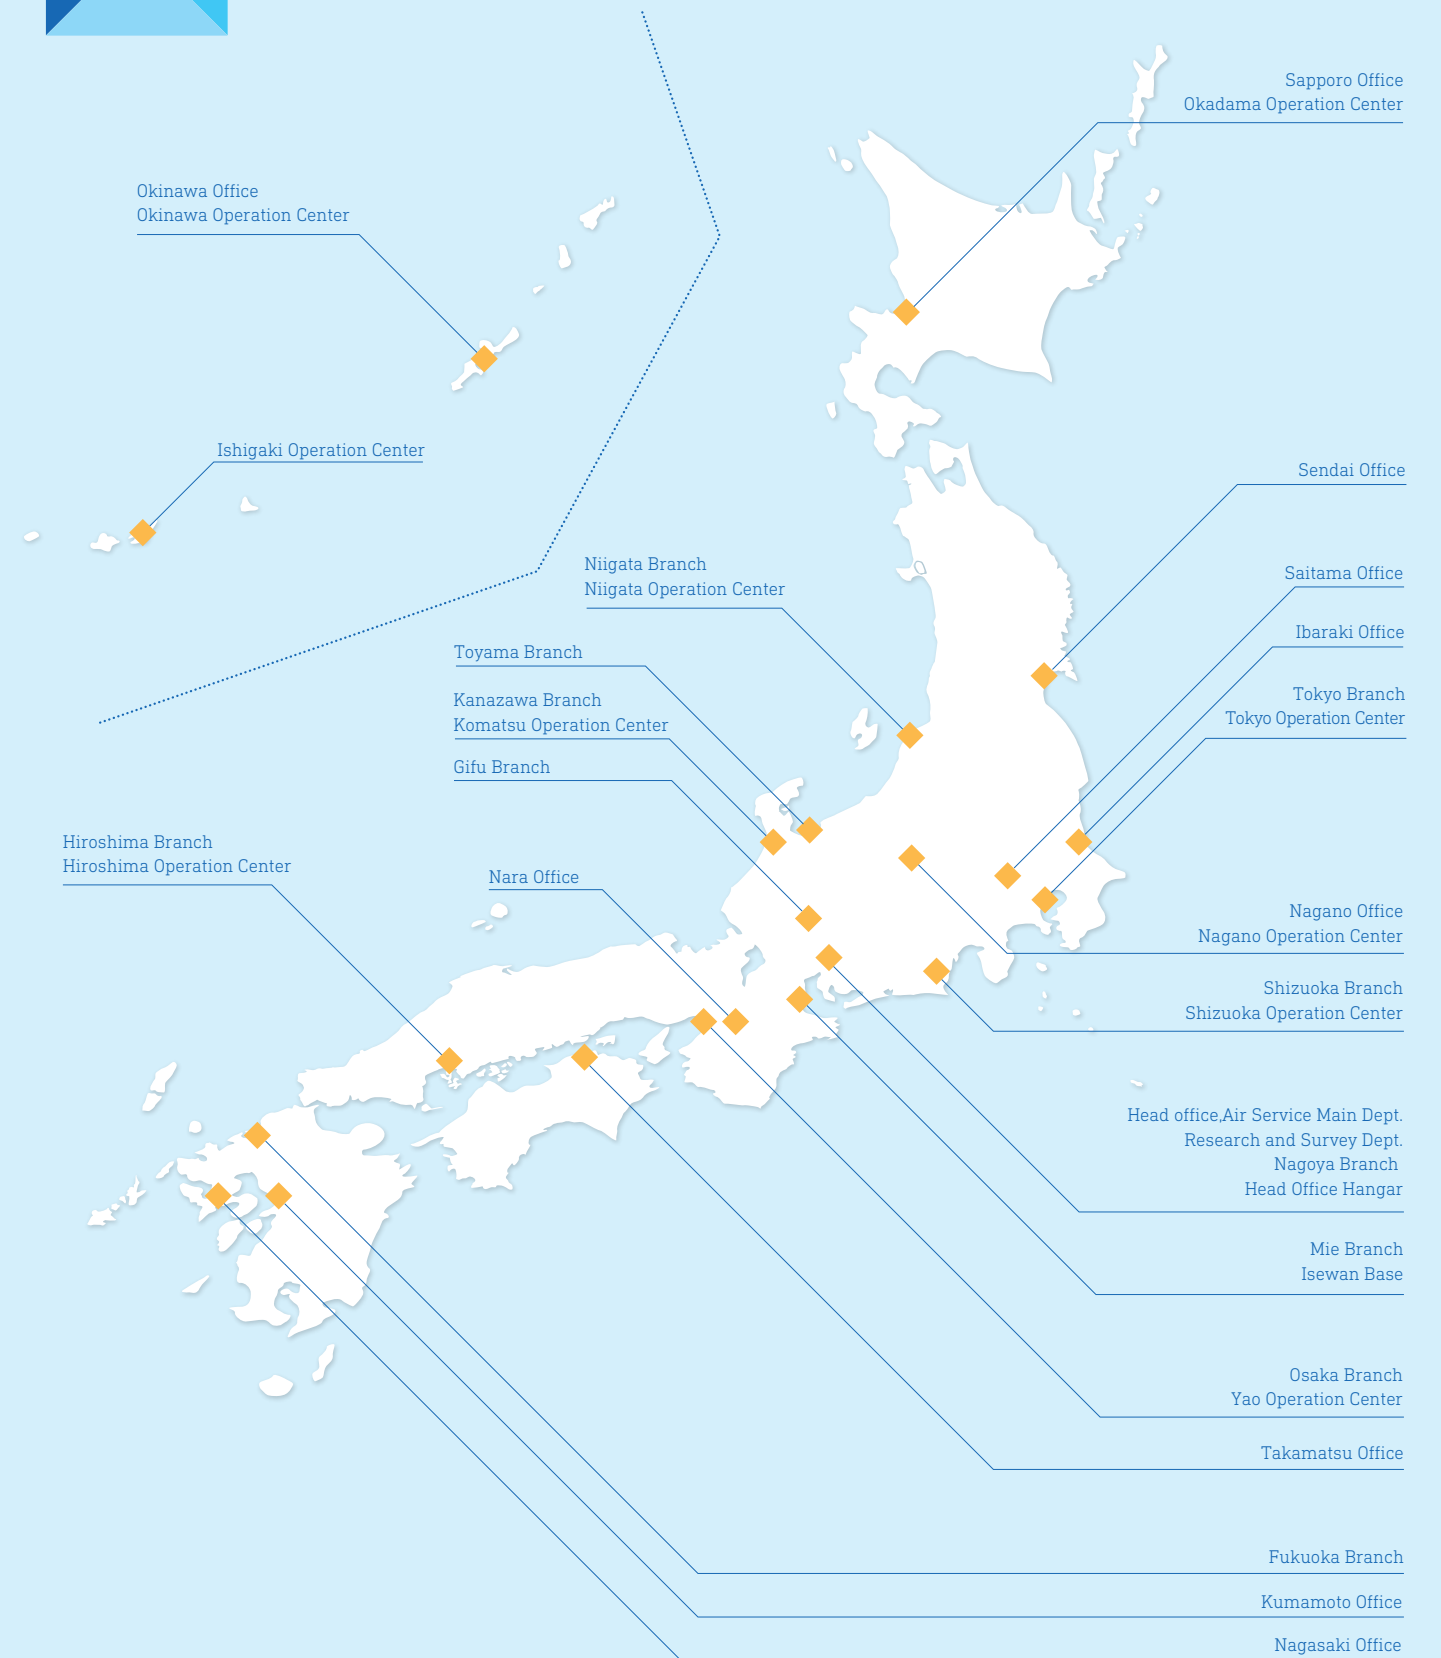 Sapporo Office
Okadama Operation Center
Okinawa Office
Okinawa Operation Center
Ishigaki Operation Center
Sendai Office
Niigata Branch
Niigata Operation Center
Saitama Office
Ibaraki Office
Toyama Branch
Kanazawa Branch
Komatsu Operation Center
Tokyo Branch
Tokyo Operation Center
Gifu Branch
Hiroshima Branch
Hiroshima Operation Center
Nara Office
Nagano Office
Nagano Operation Center
Shizuoka Branch
Shizuoka Operation Center
Head office,Air Service Main Dept.
Research and Survey Dept.
Nagoya Branch
Head Office Hangar
Mie Branch
Isewan Base
Osaka Branch
Yao Operation Center
Takamatsu Office
Fukuoka Branch
Kumamoto Office
Nagasaki Office